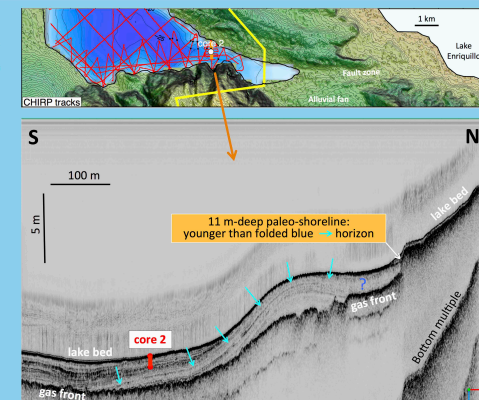 1 km
core 2
Lake
Enriquillo
Fault zone
Alluvial fan
CHIRP tracks
S
N
100 m
5 m
11 m-deep paleo-shoreline:
younger than folded blue → horizon
lake bed
?
gas front
core 2
lake bed
Bottom multiple
gas front